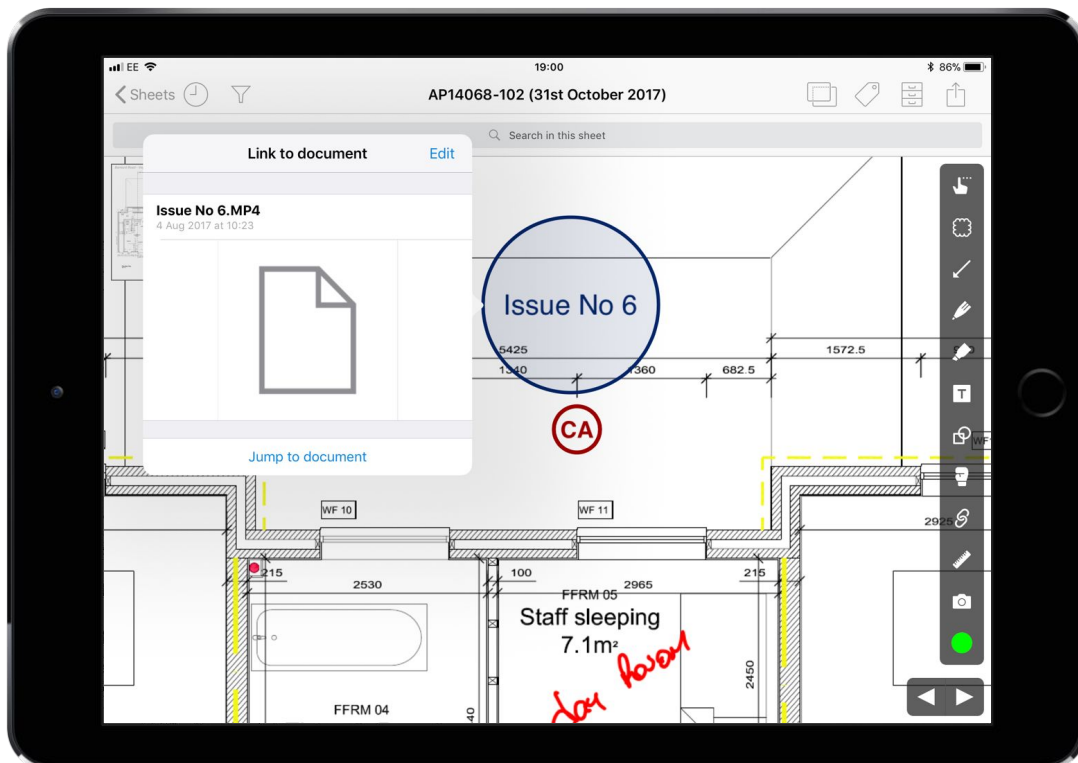 EE
19:00
86%
Sheets
AP14068-102 (31st October 2017)
Search in this sheet
Link to document
Edit
Issue No 6.MP4
4 Aug 2017 at 10:23
Jump to document
Issue No 6
5425
1340
1360
682.5
1572.5
CA
T
WF 10
WF 11
2925
215
2530
100
2965
215
FFRM 05
Staff sleeping
7.1m²
Room
2450
FFRM 04